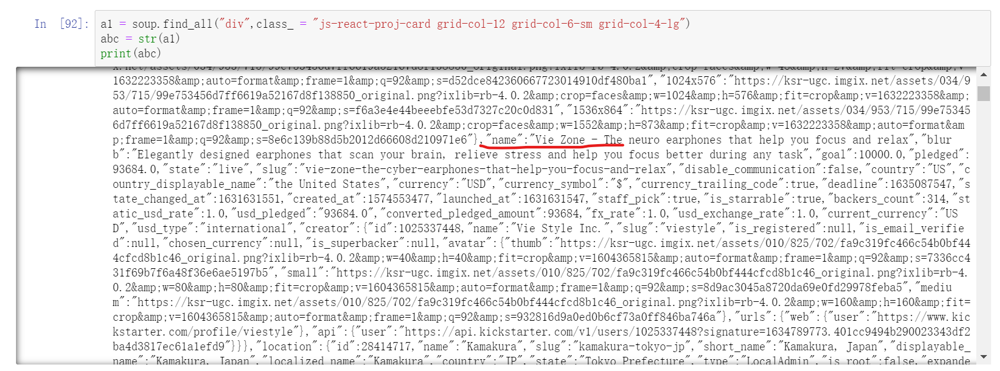 In [92]:
a1 = soup.find_all("div",class_ = "js-react-proj-card grid-col-12 grid-col-6-sm grid-col-4-lg")
abc = str(a1)
print(abc)
1632223358&amp;auto=format&amp;frame=1&amp;q=92&amp;s=d52dce842360667723014910df480ba1","1024x576":"https://ksr-ugc.imgix.net/assets/034/9
53/715/99e753456d7ff6619a52167d8f138850_original.png?ixlib=rb-4.0.2&amp;crop=faces&amp;w=1024&amp;h=576&amp;fit=crop&amp;v=1632223358&amp;
auto=format&amp;frame=1&amp;q=92&amp;s=f6a3e4e44beeebfe53d7327c20c0d831","1536x864":"https://ksr-ugc.imgix.net/assets/034/953/715/99e75345
6d7ff6619a52167d8f138850_original.png?ixlib=rb-4.0.2&amp;crop=faces&amp;w=1552&amp;h=873&amp;fit=crop&amp;v=1632223358&amp;auto=format&am
p;frame=1&amp;q=92&amp;s=8e6c139b88d5b2012d66608d210971e6"},"name":"Vie Zone - The neuro earphones that help you focus and relax","blur
b":"Elegantly designed earphones that scan your brain, relieve stress and help you focus better during any task","goal":10000.0,"pledged":
93684.0,"state":"live","slug":"vie-zone-the-cyber-earphones-that-help-you-focus-and-relax","disable_communication":false,"country":"US","c
ountry_displayable_name":"the United States","currency":"USD","currency_symbol":"$","currency_trailing_code":true,"deadline":1635087547,"s
tate_changed_at":1631631551,"created_at":1574553477,"launched_at":1631631547,"staff_pick":true,"is_starrable":true,"backers_count":314,"st
atic_usd_rate":1.0,"usd_pledged":"93684.0","converted_pledged_amount":93684,"fx_rate":1.0,"usd_exchange_rate":1.0,"current_currency":"US
D","usd_type":"international","creator":{"id":1025337448,"name":"Vie Style Inc.","slug":"viestyle","is_registered":null,"is_email_verifie
d":null,"chosen_currency":null,"is_superbacker":null,"avatar":{"thumb":"https://ksr-ugc.imgix.net/assets/010/825/702/fa9c319fc466c54b0bf44
4cfcd8b1c46_original.png?ixlib=rb-4.0.2&amp;w=40&amp;h=40&amp;fit=crop&amp;v=1604365815&amp;auto=format&amp;frame=1&amp;q=92&amp;s=7336cc4
31f69b7f6a48f36e6ae5197b5","small":"https://ksr-ugc.imgix.net/assets/010/825/702/fa9c319fc466c54b0bf444cfcd8b1c46_original.png?ixlib=rb-4.
0.2&amp;w=80&amp;h=80&amp;fit=crop&amp;v=1604365815&amp;auto=format&amp;frame=1&amp;q=92&amp;s=8d9ac3045a8720da69e0fd29978feba5","mediu
m":"https://ksr-ugc.imgix.net/assets/010/825/702/fa9c319fc466c54b0bf444cfcd8b1c46_original.png?ixlib=rb-4.0.2&amp;w=160&amp;h=160&amp;fit=
crop&amp;v=1604365815&amp;auto=format&amp;frame=1&amp;q=92&amp;s=932816d9a0ed0b6cf73a0ff846ba746a"},"urls":{"web":{"user":"https://www.kic
kstarter.com/profile/viestyle"},"api":{"user":"https://api.kickstarter.com/v1/users/1025337448?signature=1634789773.401cc9494b290023343df2
ba4d3817ec61a1efd9"}}},"location":{"id":28414717,"name":"Kamakura","slug":"kamakura-tokyo-jp","short_name":"Kamakura, Japan","displayable_
name":"Kamakura, Japan","localized_name":"Kamakura","country":"JP","state":"Tokyo Prefecture","type":"LocalAdmin","is_root":false,"expande